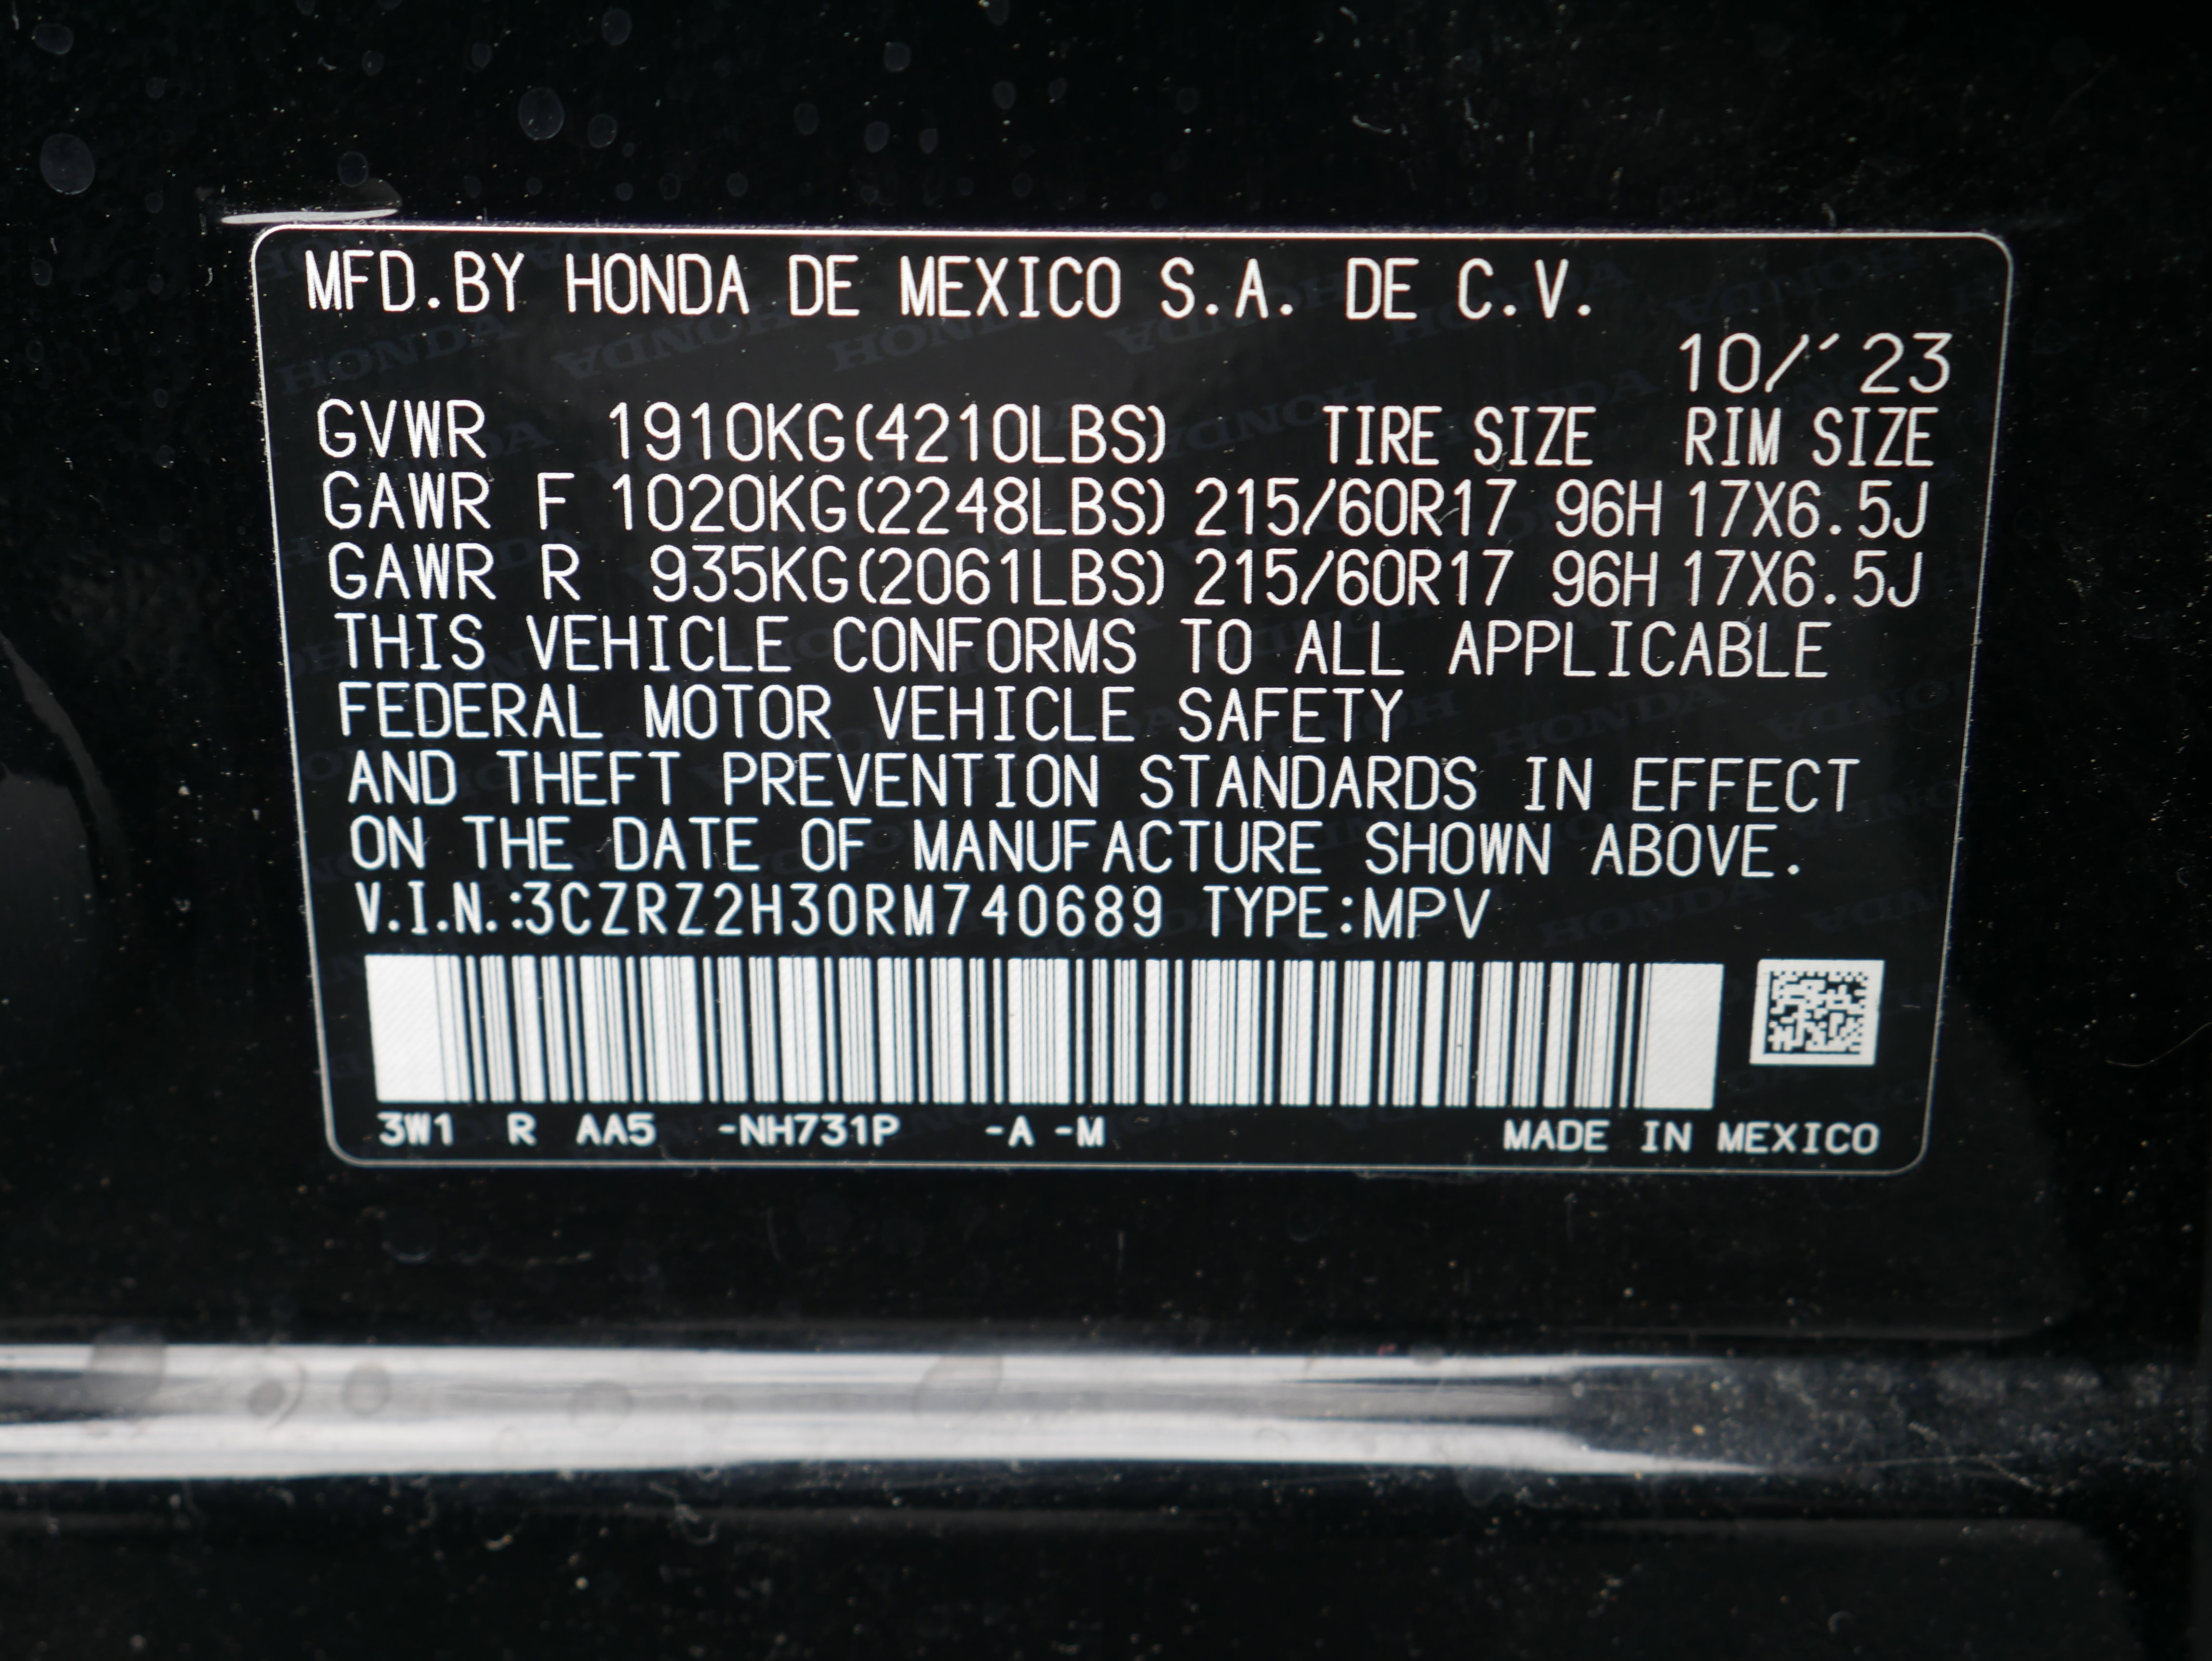 MFD.BY HONDA DE MEXICO S.A. DE C.V.
10/´23
GVWR 1910KG(4210LBS) TIRE SIZE RIM SIZE
GAWR F 1020KG(2248LBS) 215/60R17 96H 17X6.5J
GAWR R 935KG(2061LBS) 215/60R17 96H 17X6.5J
THIS VEHICLE CONFORMS TO ALL APPLICABLE
FEDERAL MOTOR VEHICLE SAFETY
AND THEFT PREVENTION STANDARDS IN EFFECT
ON THE DATE OF MANUFACTURE SHOWN ABOVE.
V.I.N.:3CZRZ2H30RM740689 TYPE:MPV
3W1 R AA5 -NH731P -A -M MADE IN MEXICO